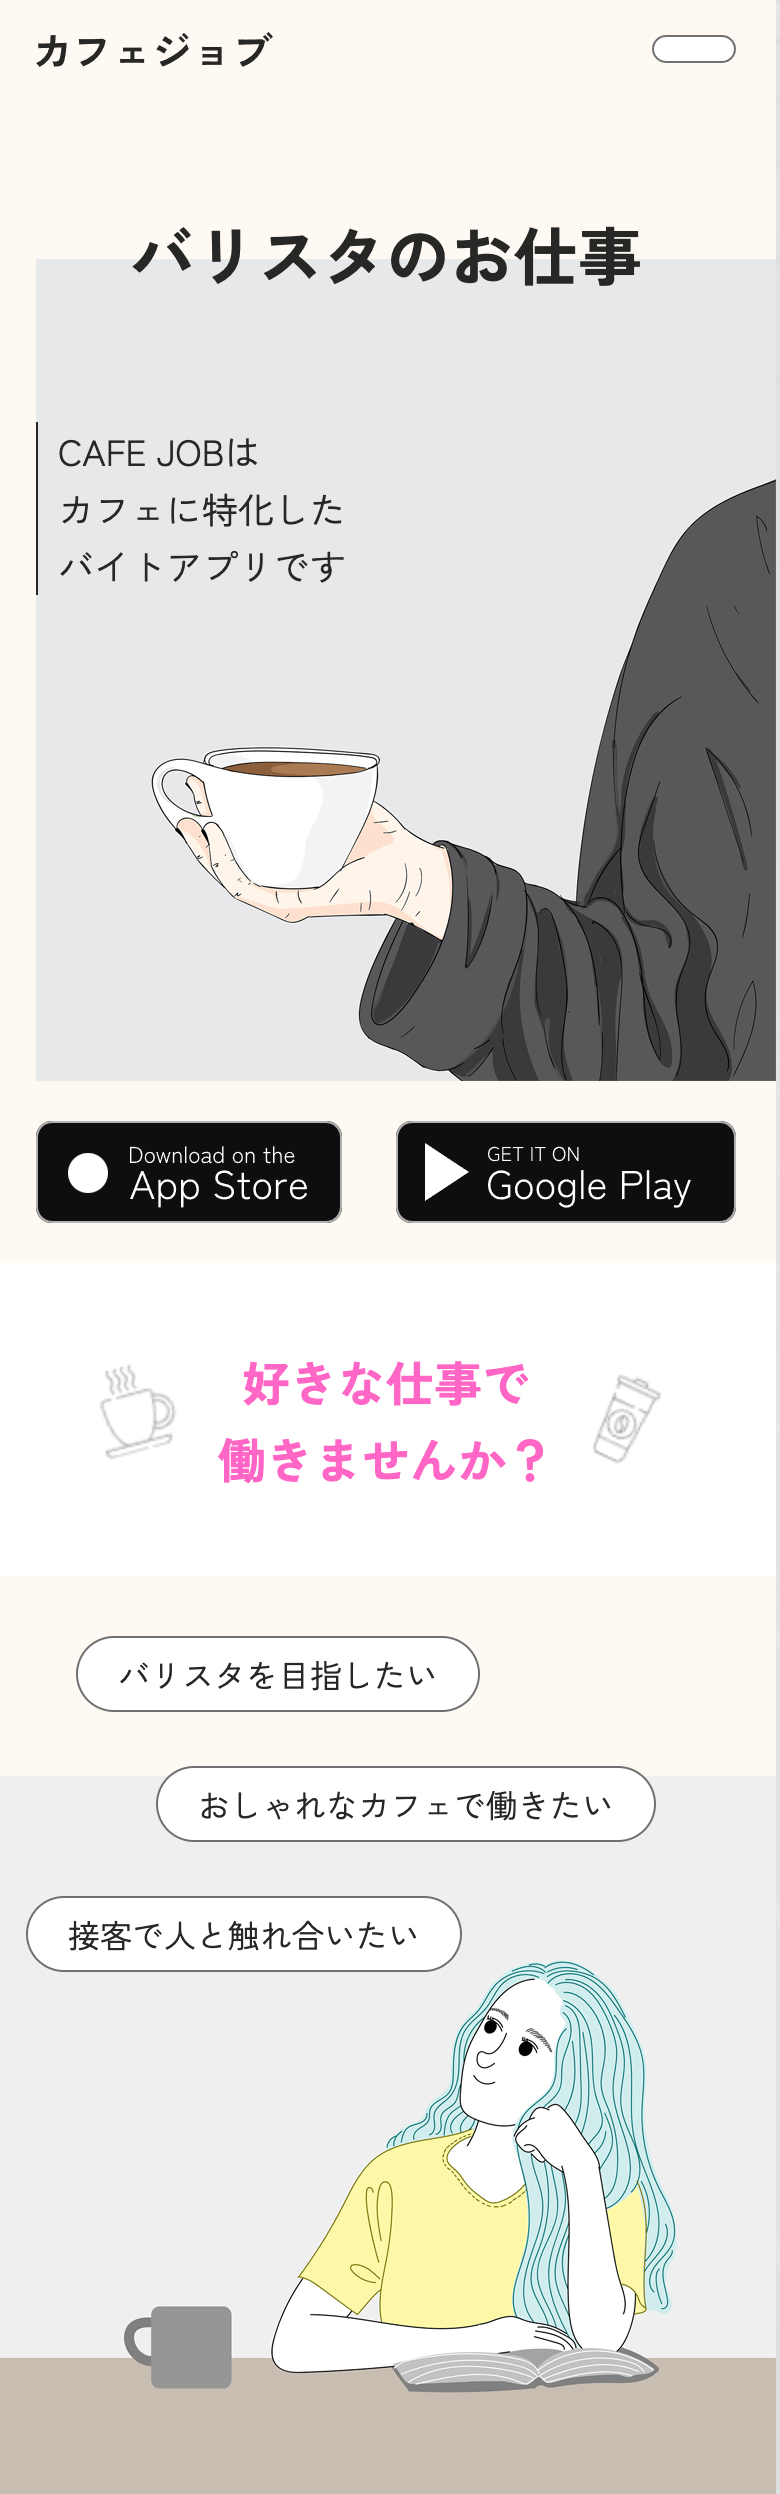 カフェジョブ
バリスタのお仕事
CAFE JOBは
カフェに特化した
バイトアプリです
Download on the
App Store
GET IT ON
Google Play
好きな仕事で
働きませんか？
バリスタを目指したい
おしゃれなカフェで働きたい
接客で人と触れ合いたい